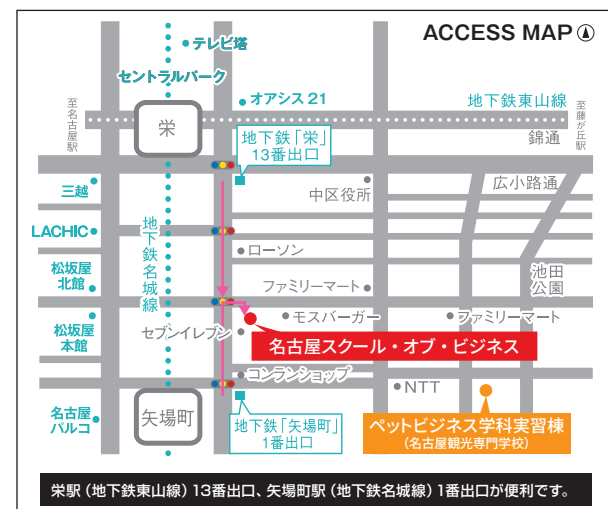 ACCESS MAP
テレビ塔
セントラルパーク
オアシス21
地下鉄東山線
至名古屋駅
至藤が丘駅
栄
錦通
地下鉄「栄」
13番出口
三越
中区役所
広小路通
LACHIC
地下鉄名城線
ローソン
松坂屋
北館
ファミリーマート
池田
公園
松坂屋
本館
セブンイレブン
モスバーガー
ファミリーマート
名古屋スクール・オブ・ビジネス
コンランショップ
NTT
名古屋
パルコ
矢場町
地下鉄「矢場町」
1番出口
ペットビジネス学科実習棟
(名古屋観光専門学校)
栄駅(地下鉄東山線)13番出口、矢場町駅(地下鉄名城線)1番出口が便利です。